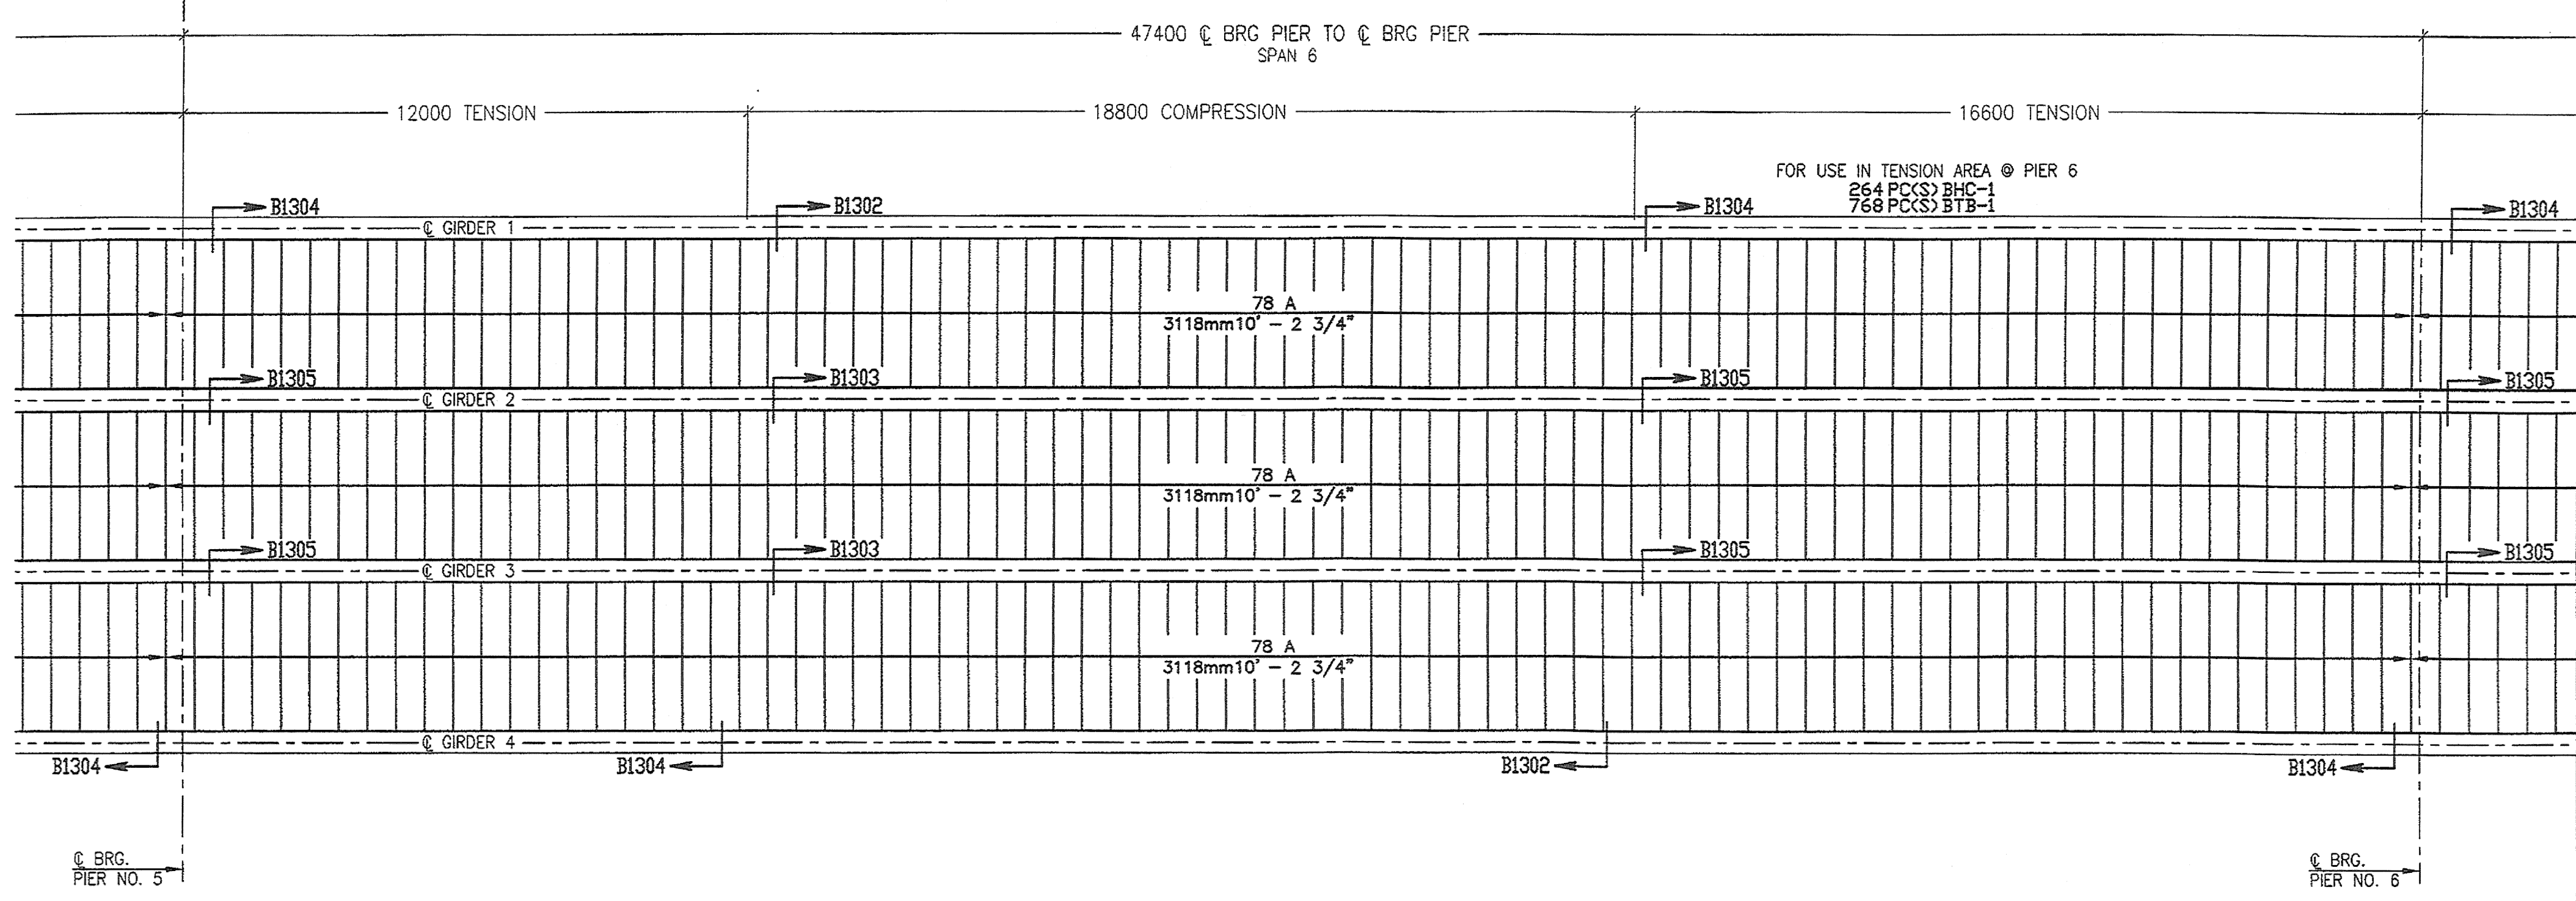 47400 ℄ BRG PIER TO ℄ BRG PIER
SPAN 6
12000 TENSION
18800 COMPRESSION
16600 TENSION
FOR USE IN TENSION AREA @ PIER 6
264 PC(S) BHC-1
768 PC(S) BTB-1
B1304
B1302
B1304
B1304
℄ GIRDER 1
78 A
3118mm10' - 2 3/4"
B1305
B1303
B1305
B1305
℄ GIRDER 2
78 A
3118mm10' - 2 3/4"
B1305
B1303
B1305
B1305
℄ GIRDER 3
78 A
3118mm10' - 2 3/4"
℄ GIRDER 4
B1304
B1304
B1302
B1304
℄ BRG.
PIER NO. 5
℄ BRG.
PIER NO. 6